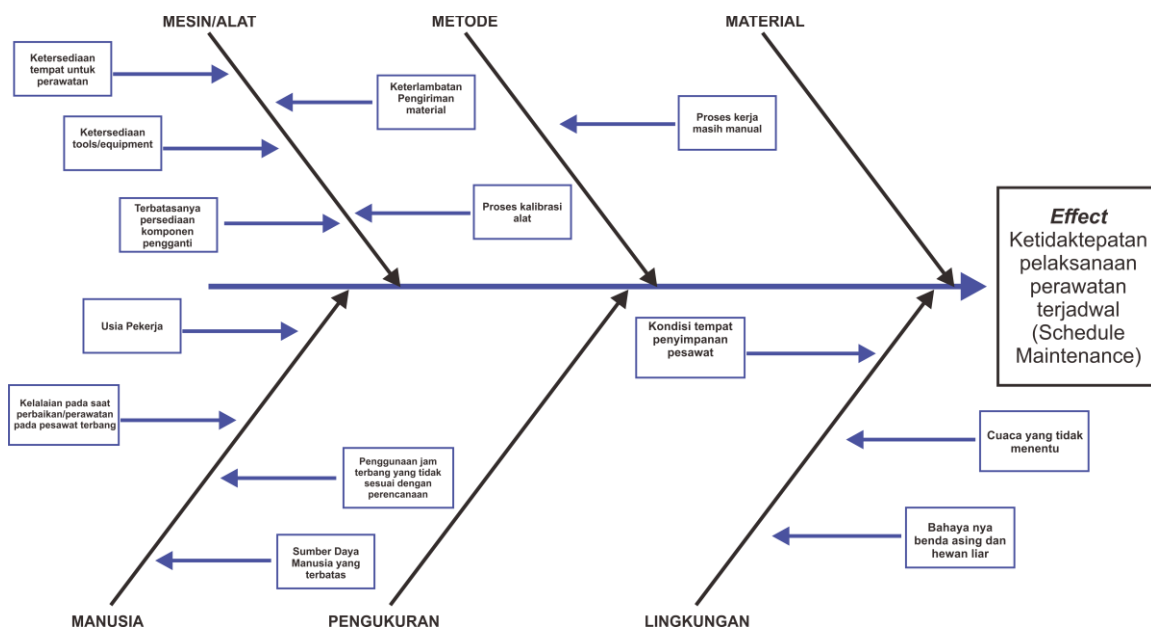 MESIN/ALAT
METODE
MATERIAL
Ketersediaan
tempat untuk
perawatan
Keterlambatan
Pengiriman
material
Proses kerja
masih manual
Ketersediaan
tools/equipment
Terbatasanya
persediaan
komponen
pengganti
Proses kalibrasi
alat
Effect
Ketidaktepatan
pelaksanaan
perawatan
terjadwal
(Schedule
Maintenance)
Usia Pekerja
Kondisi tempat
penyimpanan
pesawat
Kelalaian pada saat
perbaikan/perawatan
pada pesawat terbang
Cuaca yang tidak
menentu
Penggunaan jam
terbang yang tidak
sesuai dengan
perencanaan
Sumber Daya
Manusia yang
terbatas
Bahaya nya
benda asing dan
hewan liar
MANUSIA
PENGUKURAN
LINGKUNGAN